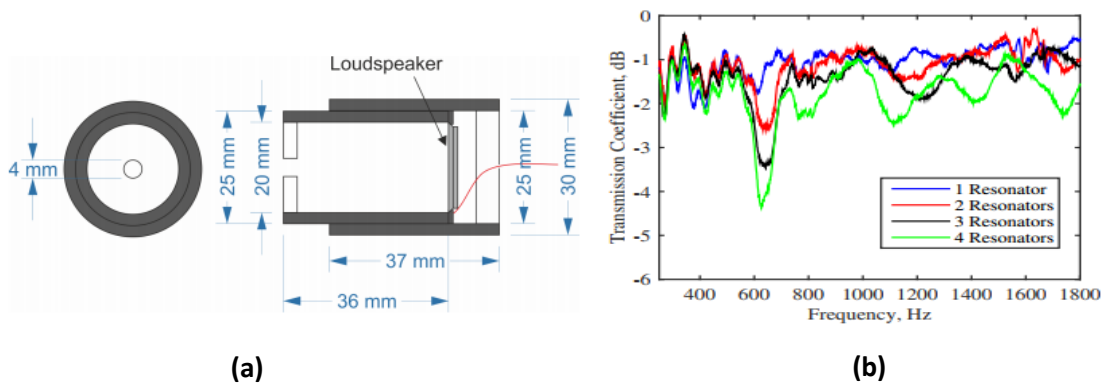 Loudspeaker
4 mm
25 mm
20 mm
25 mm
30 mm
37 mm
36 mm
(a)
Transmission Coefficient, dB
0
-1
-2
-3
-4
-5
-6
1 Resonator
2 Resonators
3 Resonators
4 Resonators
400 600 800 1000 1200 1400 1600 1800
Frequency, Hz
(b)